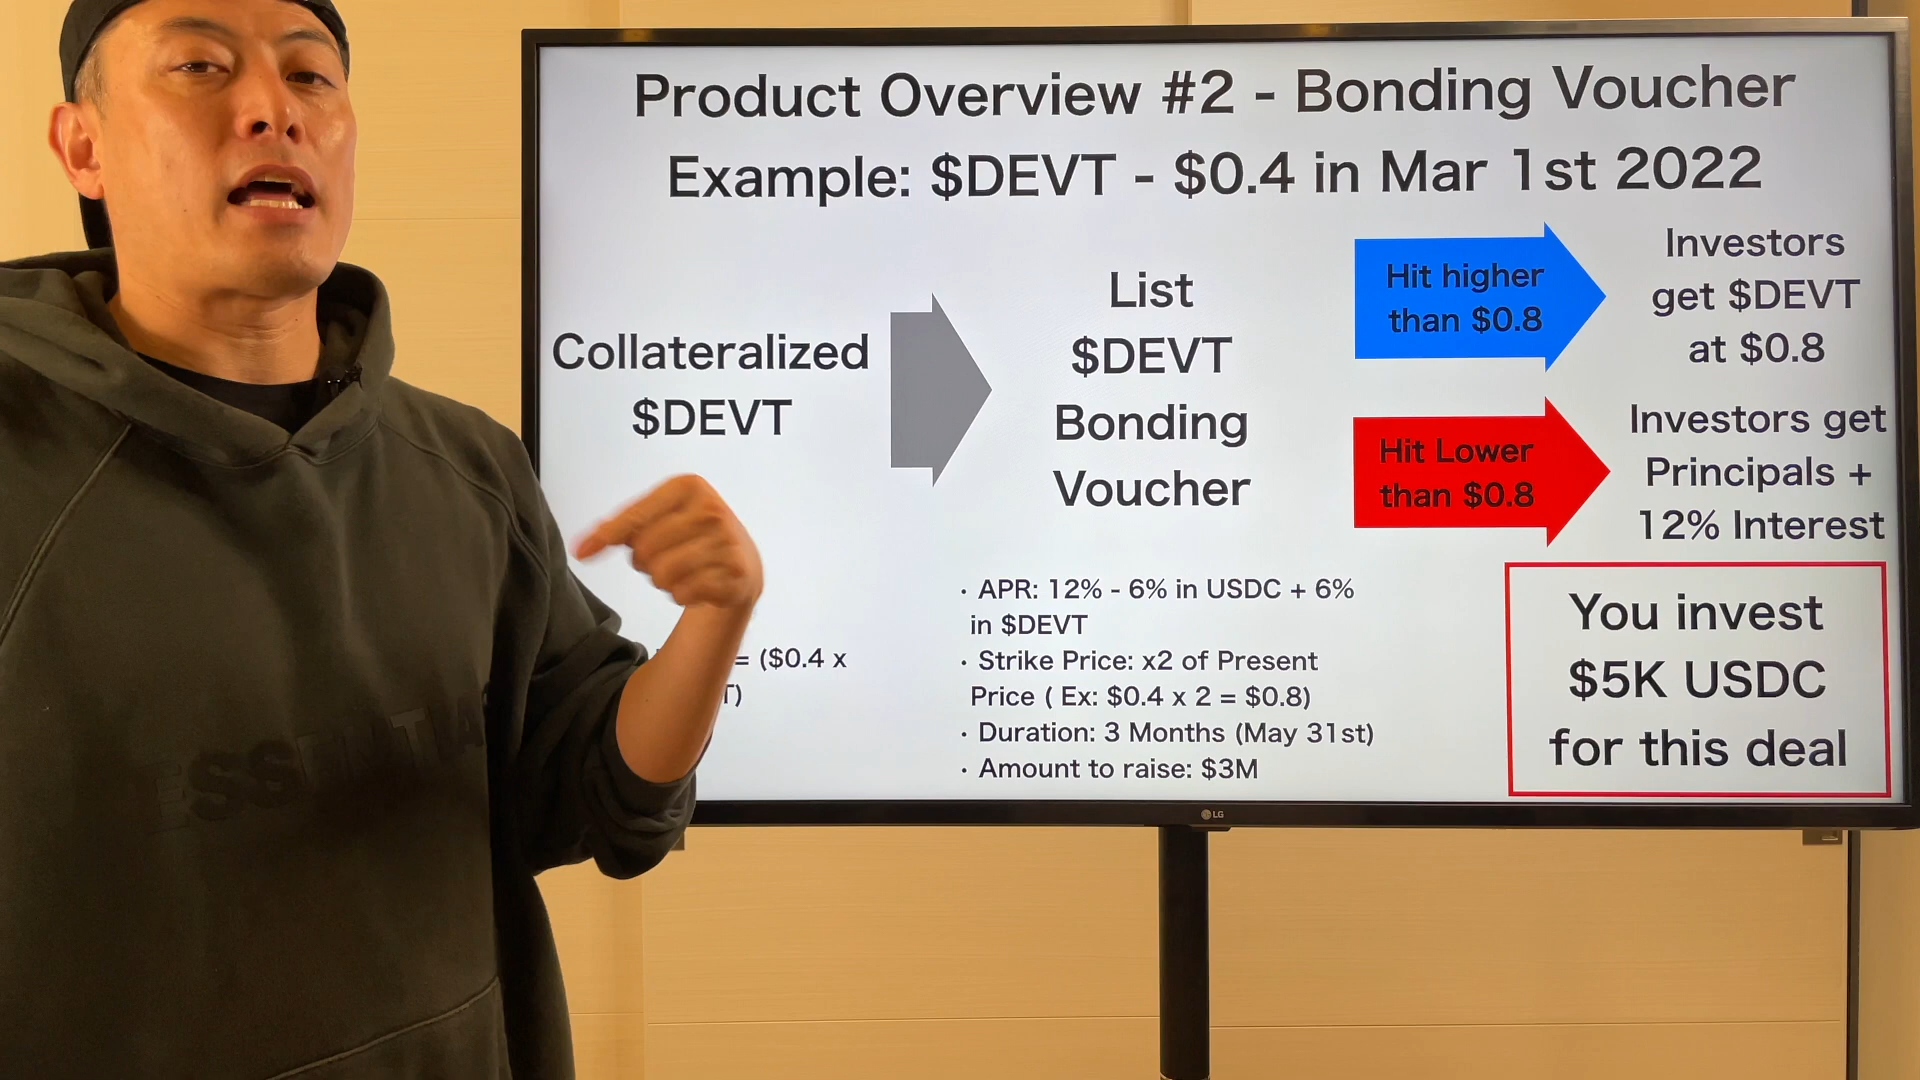 Product Overview #2 - Bonding Voucher
Example: $DEVT - $0.4 in Mar 1st 2022
Collateralized
$DEVT
= ($0.4 x
T)
List
$DEVT
Bonding
Voucher
Hit higher
than $0.8
Investors
get $DEVT
at $0.8
Hit Lower
than $0.8
Investors get
Principals +
12% Interest
· APR: 12% - 6% in USDC + 6%
in $DEVT
· Strike Price: x2 of Present
Price ( Ex: $0.4 x 2 = $0.8)
· Duration: 3 Months (May 31st)
· Amount to raise: $3M
You invest
$5K USDC
for this deal
LG
ESSENTIA